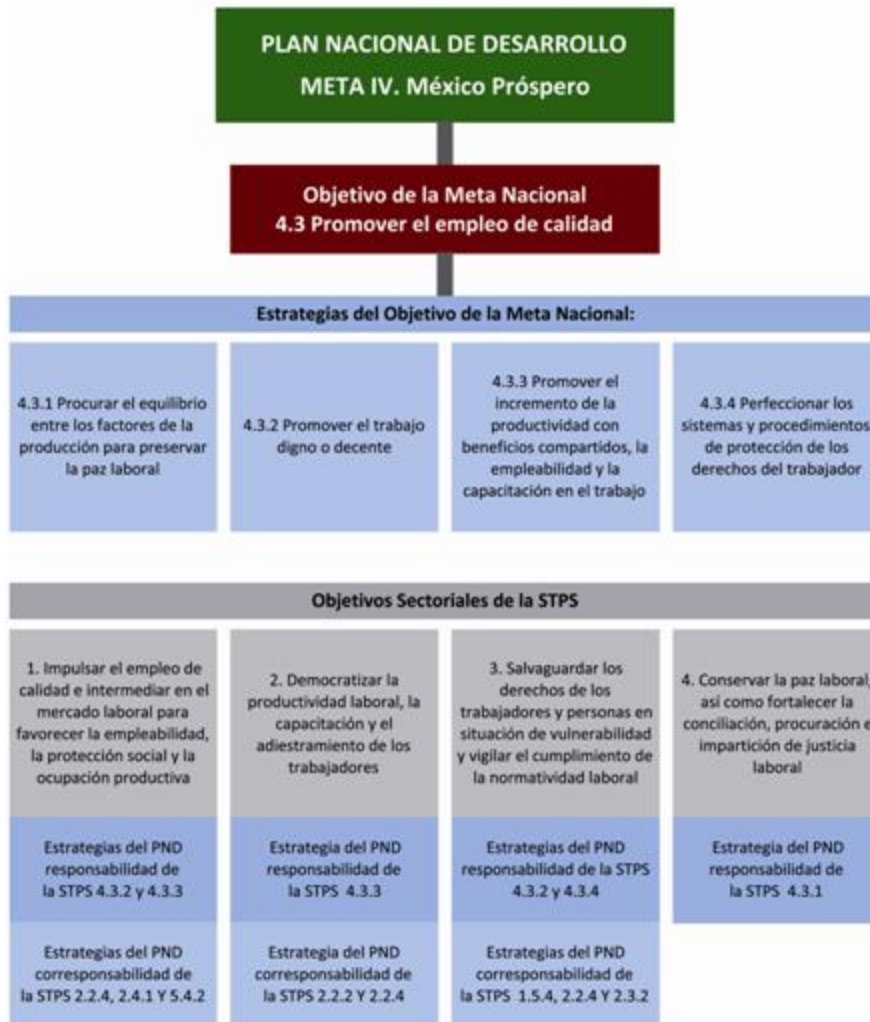 PLAN NACIONAL DE DESARROLLO
META IV. México Próspero
Objetivo de la Meta Nacional
4.3 Promover el empleo de calidad
Estrategias del Objetivo de la Meta Nacional:
4.3.1 Procurar el equilibrio
entre los factores de la
producción para preservar
la paz laboral
4.3.2 Promover el trabajo
digno o decente
4.3.3 Promover el
incremento de la
productividad con
beneficios compartidos, la
empleabilidad y la
capacitación en el trabajo
4.3.4 Perfeccionar los
sistemas y procedimientos
de protección de los
derechos del trabajador
Objetivos Sectoriales de la STPS
1. Impulsar el empleo de
calidad e intermediar en el
mercado laboral para
favorecer la empleabilidad,
la protección social y la
ocupación productiva
2. Democratizar la
productividad laboral, la
capacitación y el
adiestramiento de los
trabajadores
3. Salvaguardar los
derechos de los
trabajadores y personas en
situación de vulnerabilidad
y vigilar el cumplimiento de
la normatividad laboral
4. Conservar la paz laboral,
así como fortalecer la
conciliación, procuración e
impartición de justicia
laboral
Estrategias del PND
responsabilidad de
la STPS 4.3.2 y 4.3.3
Estrategia del PND
responsabilidad de
la STPS 4.3.3
Estrategias del PND
responsabilidad de la STPS
4.3.2 y 4.3.4
Estrategia del PND
responsabilidad de
la STPS 4.3.1
Estrategias del PND
corresponsabilidad de
la STPS 2.2.4, 2.4.1 Y 5.4.2
Estrategia del PND
corresponsabilidad de
la STPS 2.2.2 Y 2.2.4
Estrategias del PND
corresponsabilidad de
la STPS 1.5.4, 2.2.4 Y 2.3.2